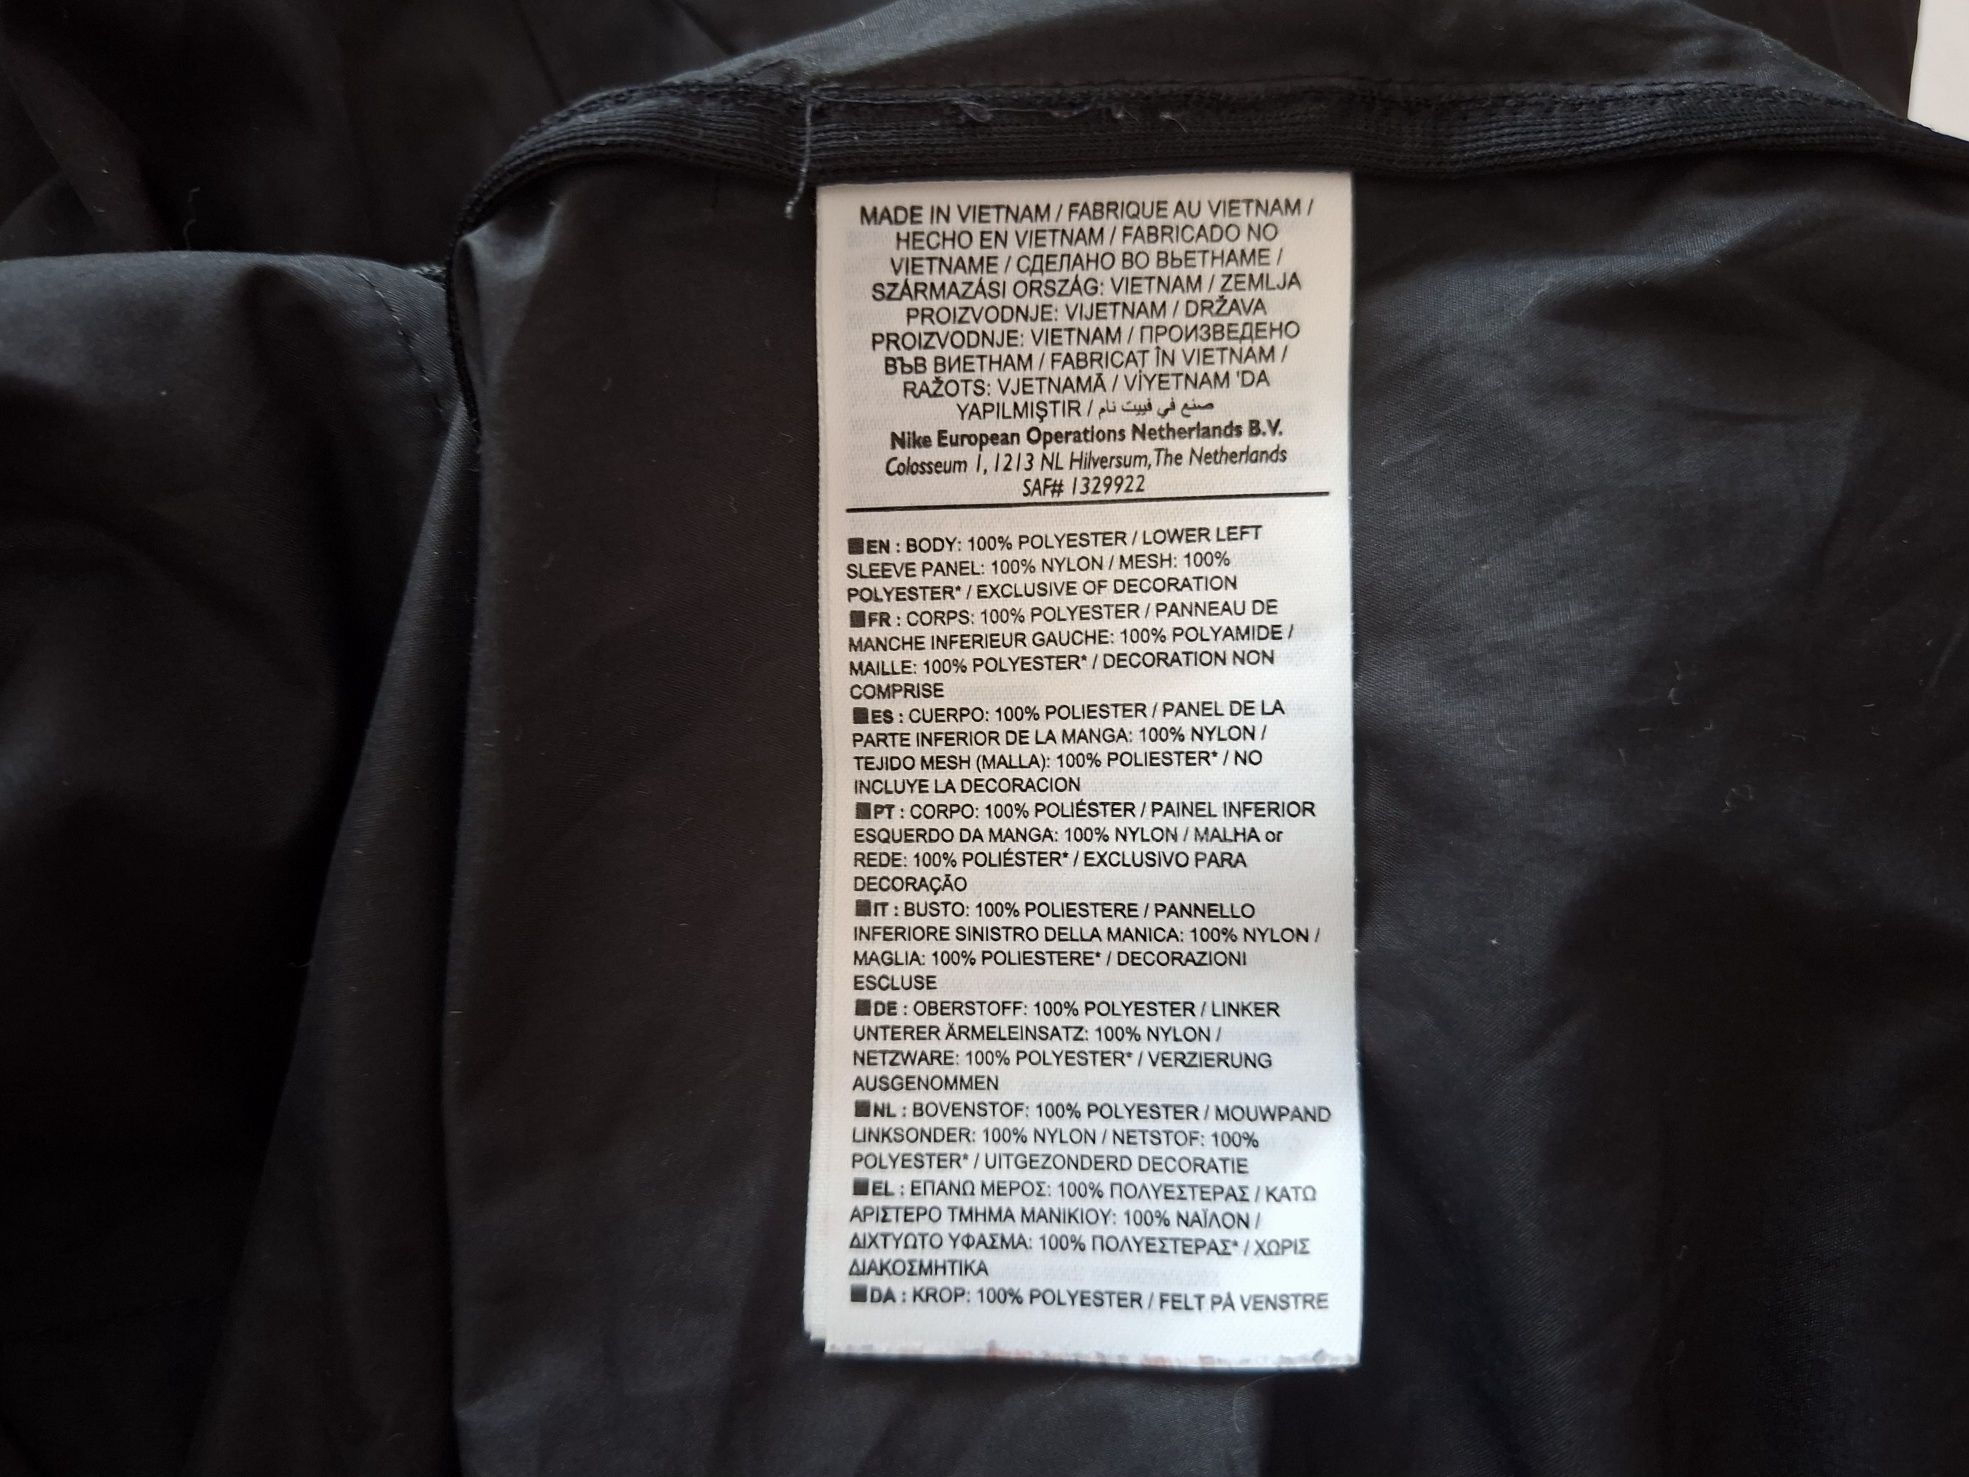 MADE IN VIETNAM / FABRIQUE AU VIETNAM /
HECHO EN VIETNAM / FABRICADO NO
VIETNAME / СДЕЛАНО ВО ВЬЕТНАМЕ /
SZÁRMAZÁSI ORSZÁG: VIETNAM / ZEMLJA
PROIZVODNJE: VIJETNAM / DRŽAVA
PROIZVODNJE: VIETNAM / ПРОИЗВЕДЕНО
ВЪВ ВИЕТНАМ / FABRICAT ÎN VIETNAM /
RAŽOTS: VJETNAMĀ / VİYETNAM 'DA
YAPILMIŞTIR / صنع في فييت نام
Nike European Operations Netherlands B.V.
Colosseum 1, 1213 NL Hilversum, The Netherlands
SAF# 1329922
EN : BODY: 100% POLYESTER / LOWER LEFT
SLEEVE PANEL: 100% NYLON / MESH: 100%
POLYESTER* / EXCLUSIVE OF DECORATION
FR : CORPS: 100% POLYESTER / PANNEAU DE
MANCHE INFERIEUR GAUCHE: 100% POLYAMIDE /
MAILLE: 100% POLYESTER* / DECORATION NON
COMPRISE
ES : CUERPO: 100% POLIESTER / PANEL DE LA
PARTE INFERIOR DE LA MANGA: 100% NYLON /
TEJIDO MESH (MALLA): 100% POLIESTER* / NO
INCLUYE LA DECORACION
PT : CORPO: 100% POLIÉSTER / PAINEL INFERIOR
ESQUERDO DA MANGA: 100% NYLON / MALHA or
REDE: 100% POLIÉSTER* / EXCLUSIVO PARA
DECORAÇÃO
IT : BUSTO: 100% POLIESTERE / PANNELLO
INFERIORE SINISTRO DELLA MANICA: 100% NYLON /
MAGLIA: 100% POLIESTERE* / DECORAZIONI
ESCLUSE
DE : OBERSTOFF: 100% POLYESTER / LINKER
UNTERER ÄRMELEINSATZ: 100% NYLON /
NETZWARE: 100% POLYESTER* / VERZIERUNG
AUSGENOMMEN
NL : BOVENSTOF: 100% POLYESTER / MOUWPAND
LINKSONDER: 100% NYLON / NETSTOF: 100%
POLYESTER* / UITGEZONDERD DECORATIE
EL : ΕΠΑΝΩ ΜΕΡΟΣ: 100% ΠΟΛΥΕΣΤΕΡΑΣ / ΚΑΤΩ
ΑΡΙΣΤΕΡΟ ΤΜΗΜΑ ΜΑΝΙΚΙΟΥ: 100% ΝΑΪΛΟΝ /
ΔΙΧΤΥΩΤΟ ΥΦΑΣΜΑ: 100% ΠΟΛΥΕΣΤΕΡΑΣ* / ΧΩΡΙΣ
ΔΙΑΚΟΣΜΗΤΙΚΑ
DA : KROP: 100% POLYESTER / FELT PÅ VENSTRE